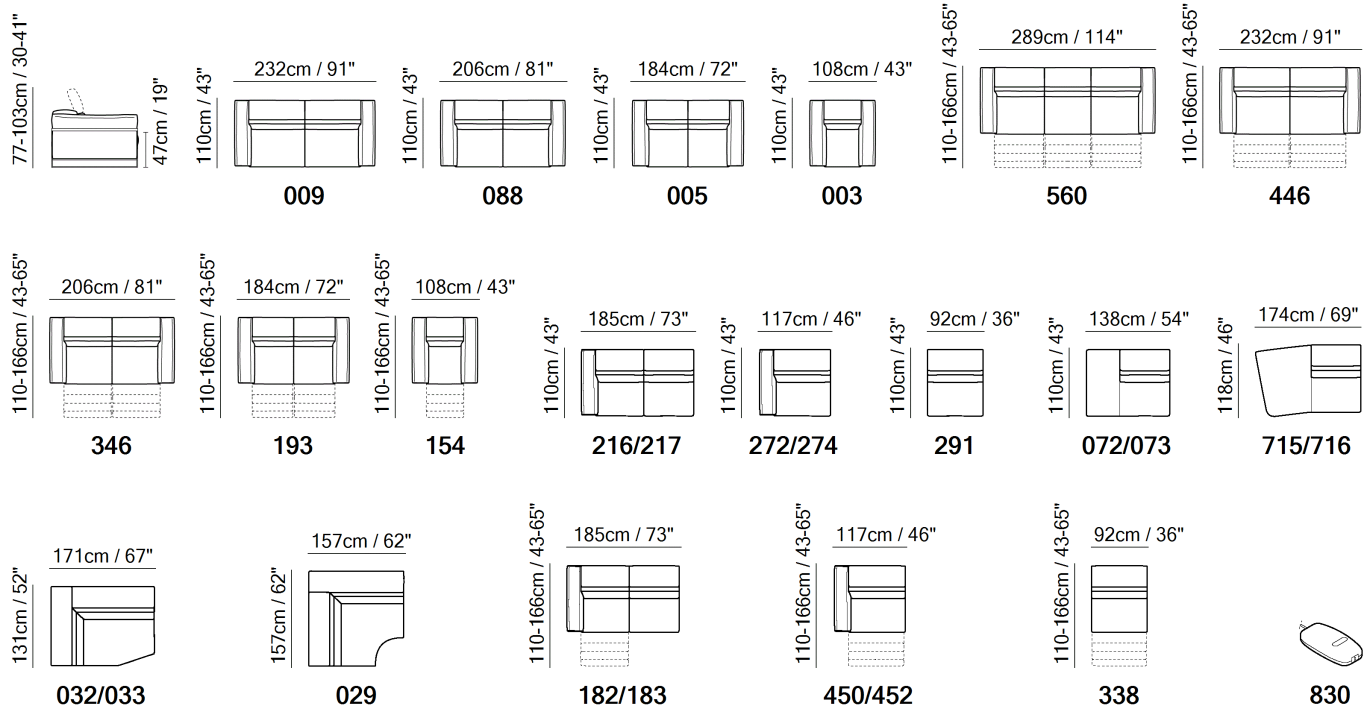 77-103cm / 30-41"
47cm / 19"
110cm / 43"
232cm / 91"
009
110cm / 43"
206cm / 81"
088
110cm / 43"
184cm / 72"
005
110cm / 43"
108cm / 43"
003
110-166cm / 43-65"
289cm / 114"
560
110-166cm / 43-65"
232cm / 91"
446
110-166cm / 43-65"
206cm / 81"
346
110-166cm / 43-65"
184cm / 72"
193
110-166cm / 43-65"
108cm / 43"
154
110cm / 43"
185cm / 73"
216/217
110cm / 43"
117cm / 46"
272/274
110cm / 43"
92cm / 36"
291
110cm / 43"
138cm / 54"
072/073
118cm / 46"
174cm / 69"
715/716
131cm / 52"
171cm / 67"
032/033
157cm / 62"
157cm / 62"
029
110-166cm / 43-65"
185cm / 73"
182/183
110-166cm / 43-65"
117cm / 46"
450/452
110-166cm / 43-65"
92cm / 36"
338
830